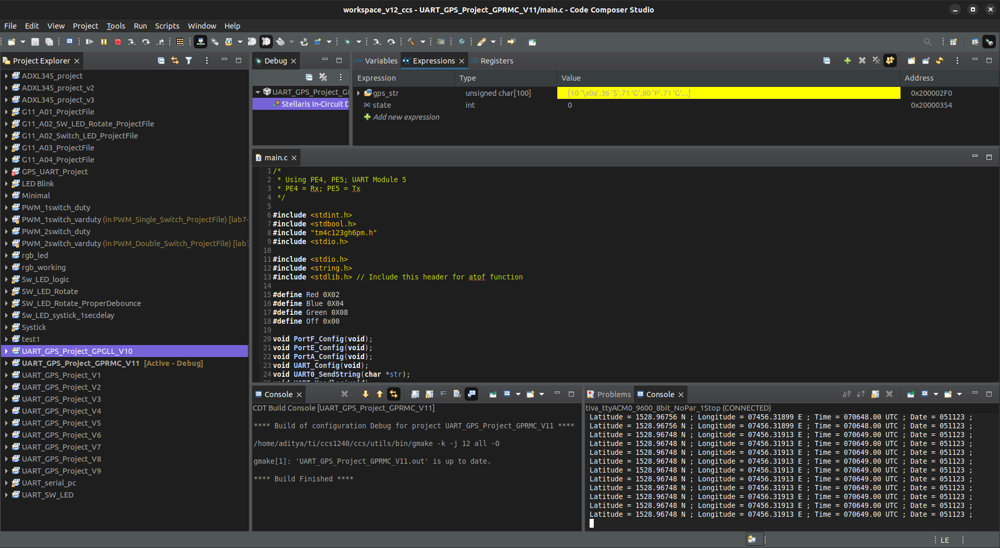 workspace_v12_ccs - UART_GPS_Project_GPRMC_V11/main.c - Code Composer Studio
File Edit View Project Tools Run Scripts Window Help
Project Explorer
ADXL345_project
ADXL345_project_v2
ADXL345_project_v3
G11_A01_ProjectFile
G11_A02_SW_LED_Rotate_ProjectFile
G11_A02_Switch_LED_ProjectFile
G11_A03_ProjectFile
G11_A04_ProjectFile
GPS_UART_Project
LED Blink
Minimal
PWM_1switch_duty
PWM_1switch_varduty (in PWM_Single_Switch_ProjectFile) [lab7-
PWM_2switch_duty
PWM_2switch_varduty (in PWM_Double_Switch_ProjectFile) [lab7
rgb_led
rgb_working
Sw_LED_logic
SW_LED_Rotate
SW_LED_Rotate_ProperDebounce
Sw_LED_systick_1secdelay
Systick
test1
UART_GPS_Project_GPGLL_V10
UART_GPS_Project_GPRMC_V11 [Active - Debug]
UART_GPS_Project_V1
UART_GPS_Project_V2
UART_GPS_Project_V3
UART_GPS_Project_V4
UART_GPS_Project_V5
UART_GPS_Project_V6
UART_GPS_Project_V7
UART_GPS_Project_V8
UART_GPS_Project_V9
UART_serial_pc
UART_SW_LED
Debug
UART_GPS_Project_GI
Stellaris In-Circuit D
Variables Expressions Registers
Expression Type Value Address
gps_str unsigned char[100] [10 '\x0a',36 '$',71 'G',80 'P',71 'G'...] 0x200002F0
state int 0 0x20000354
Add new expression
main.c
1 /*
2 * Using PE4, PE5; UART Module 5
3 * PE4 = Rx; PE5 = Tx
4 */
5
6 #include <stdint.h>
7 #include <stdbool.h>
8 #include "tm4c123gh6pm.h"
9 #include <stdio.h>
10
11 #include <stdio.h>
12 #include <string.h>
13 #include <stdlib.h> // Include this header for atof function
14
15 #define Red 0X02
16 #define Blue 0X04
17 #define Green 0X08
18 #define Off 0x00
19
20 void PortF_Config(void);
21 void PortE_Config(void);
22 void PortA_Config(void);
23 void UART_Config(void);
24 void UART0_SendString(char *str);
Console
CDT Build Console [UART_GPS_Project_GPRMC_V11]
**** Build of configuration Debug for project UART_GPS_Project_GPRMC_V11 ****
/home/aditya/ti/ccs1240/ccs/utils/bin/gmake -k -j 12 all -O
gmake[1]: 'UART_GPS_Project_GPRMC_V11.out' is up to date.
**** Build Finished ****
Problems Console
tiva_ttyACM0_9600_8bit_NoPar_1Stop (CONNECTED)
Latitude = 1528.96756 N ; Longitude = 07456.31899 E ; Time = 070648.00 UTC ; Date = 051123 ;
Latitude = 1528.96756 N ; Longitude = 07456.31899 E ; Time = 070648.00 UTC ; Date = 051123 ;
Latitude = 1528.96748 N ; Longitude = 07456.31913 E ; Time = 070649.00 UTC ; Date = 051123 ;
Latitude = 1528.96748 N ; Longitude = 07456.31913 E ; Time = 070649.00 UTC ; Date = 051123 ;
Latitude = 1528.96748 N ; Longitude = 07456.31913 E ; Time = 070649.00 UTC ; Date = 051123 ;
Latitude = 1528.96748 N ; Longitude = 07456.31913 E ; Time = 070649.00 UTC ; Date = 051123 ;
Latitude = 1528.96748 N ; Longitude = 07456.31913 E ; Time = 070649.00 UTC ; Date = 051123 ;
Latitude = 1528.96748 N ; Longitude = 07456.31913 E ; Time = 070649.00 UTC ; Date = 051123 ;
Latitude = 1528.96748 N ; Longitude = 07456.31913 E ; Time = 070649.00 UTC ; Date = 051123 ;
Latitude = 1528.96748 N ; Longitude = 07456.31913 E ; Time = 070649.00 UTC ; Date = 051123 ;
Latitude = 1528.96748 N ; Longitude = 07456.31913 E ; Time = 070649.00 UTC ; Date = 051123 ;
Latitude = 1528.96748 N ; Longitude = 07456.31913 E ; Time = 070649.00 UTC ; Date = 051123 ;
LE